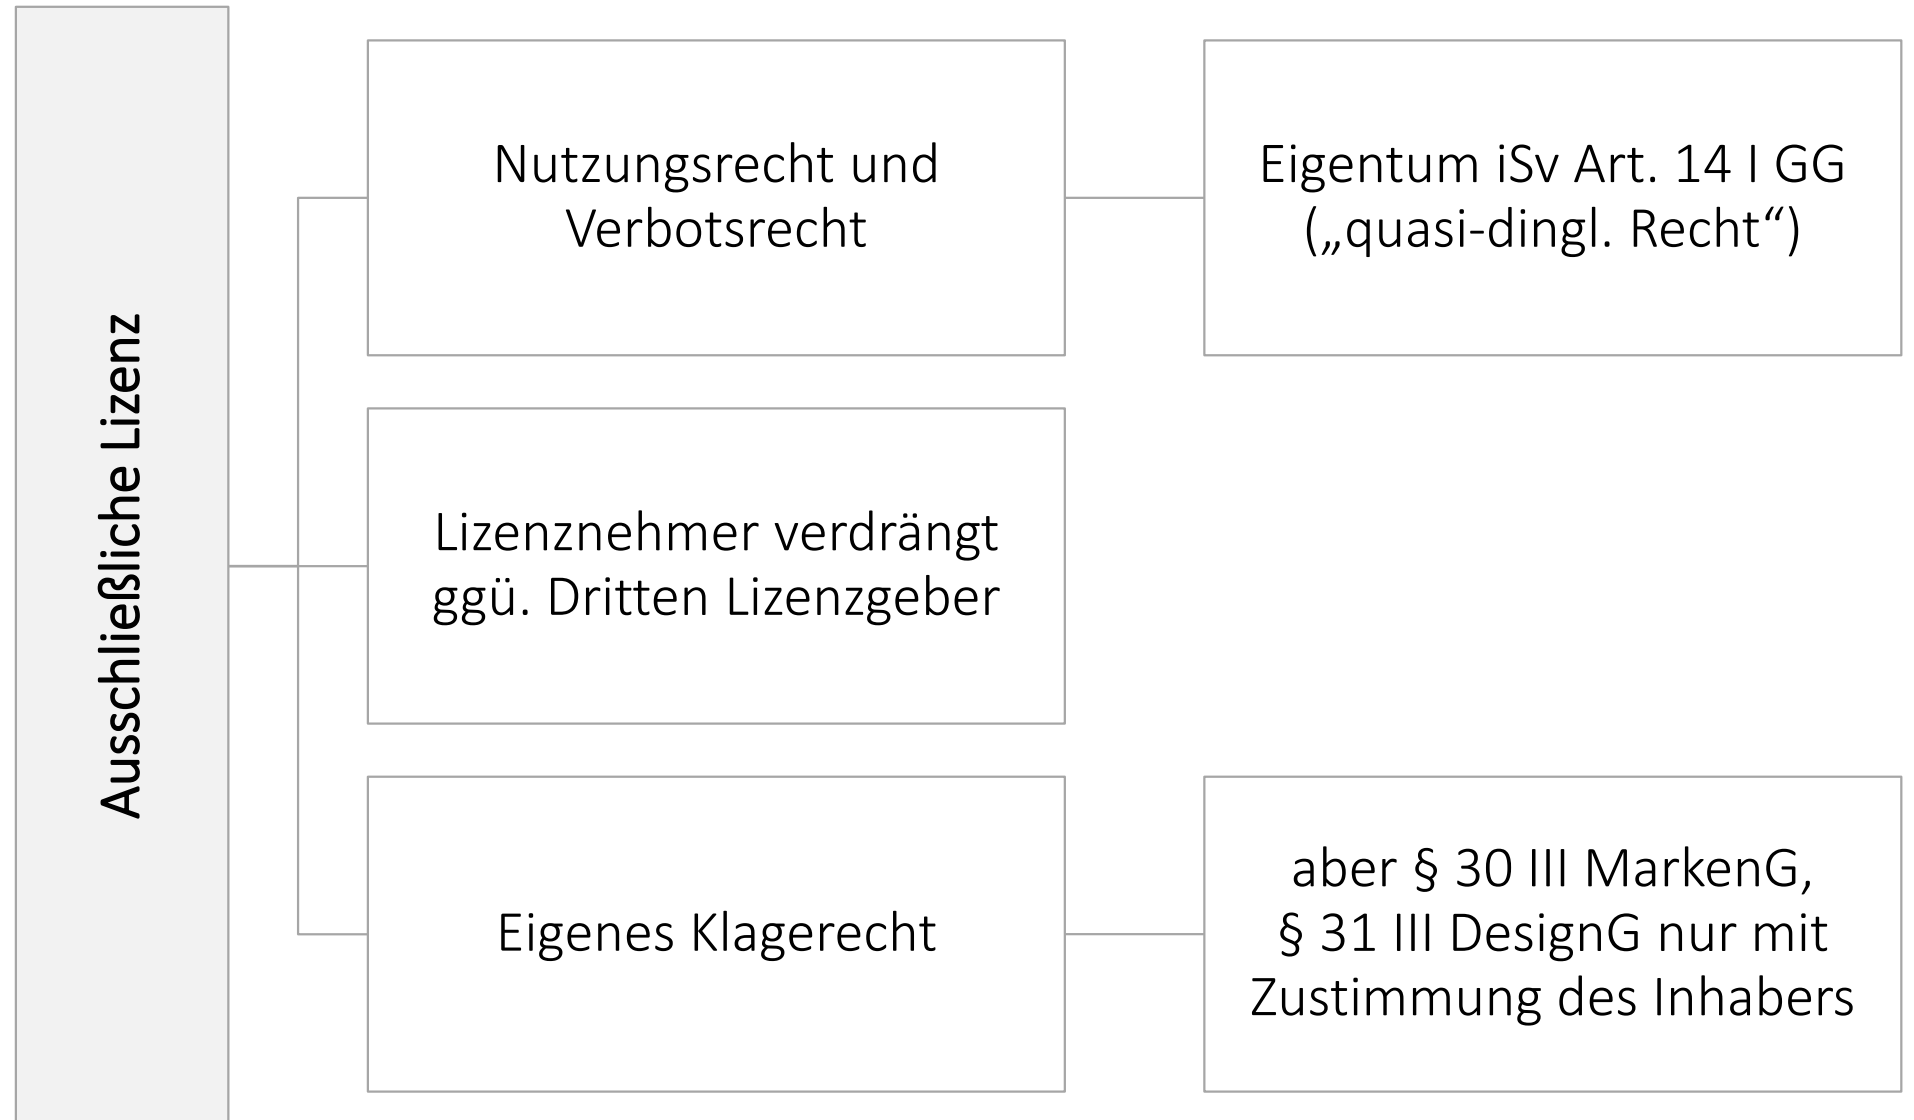 Ausschließliche Lizenz
Nutzungsrecht und
Verbotsrecht
Eigentum iSv Art. 14 I GG
(„quasi-dingl. Recht“)
Lizenznehmer verdrängt
ggü. Dritten Lizenzgeber
Eigenes Klagerecht
aber § 30 III MarkenG,
§ 31 III DesignG nur mit
Zustimmung des Inhabers